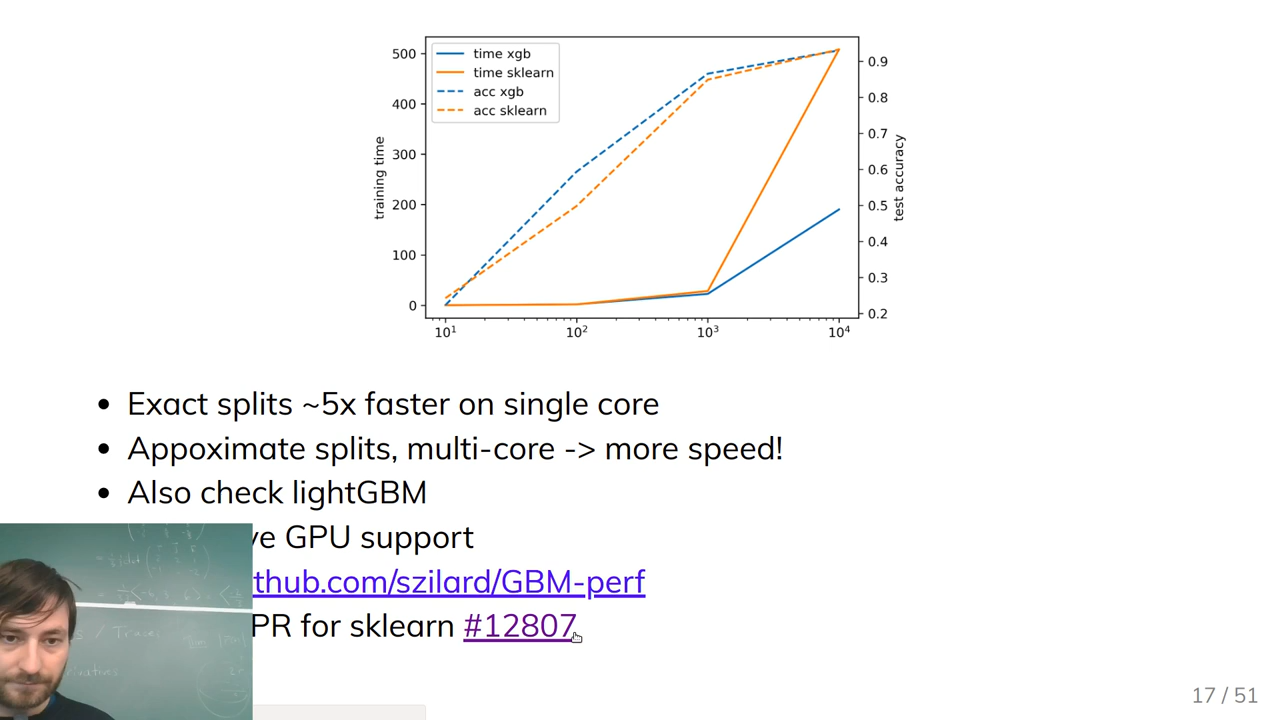 time xgb
time sklearn
acc xgb
acc sklearn
500
400
300
200
100
0
training time
0.9
0.8
0.7
0.6
0.5
0.4
0.3
0.2
test accuracy
10¹
10²
10³
10⁴
• Exact splits ~5x faster on single core
• Appoximate splits, multi-core -> more speed!
• Also check lightGBM
ve GPU support
thub.com/szilard/GBM-perf
PR for sklearn #12807
17 / 51